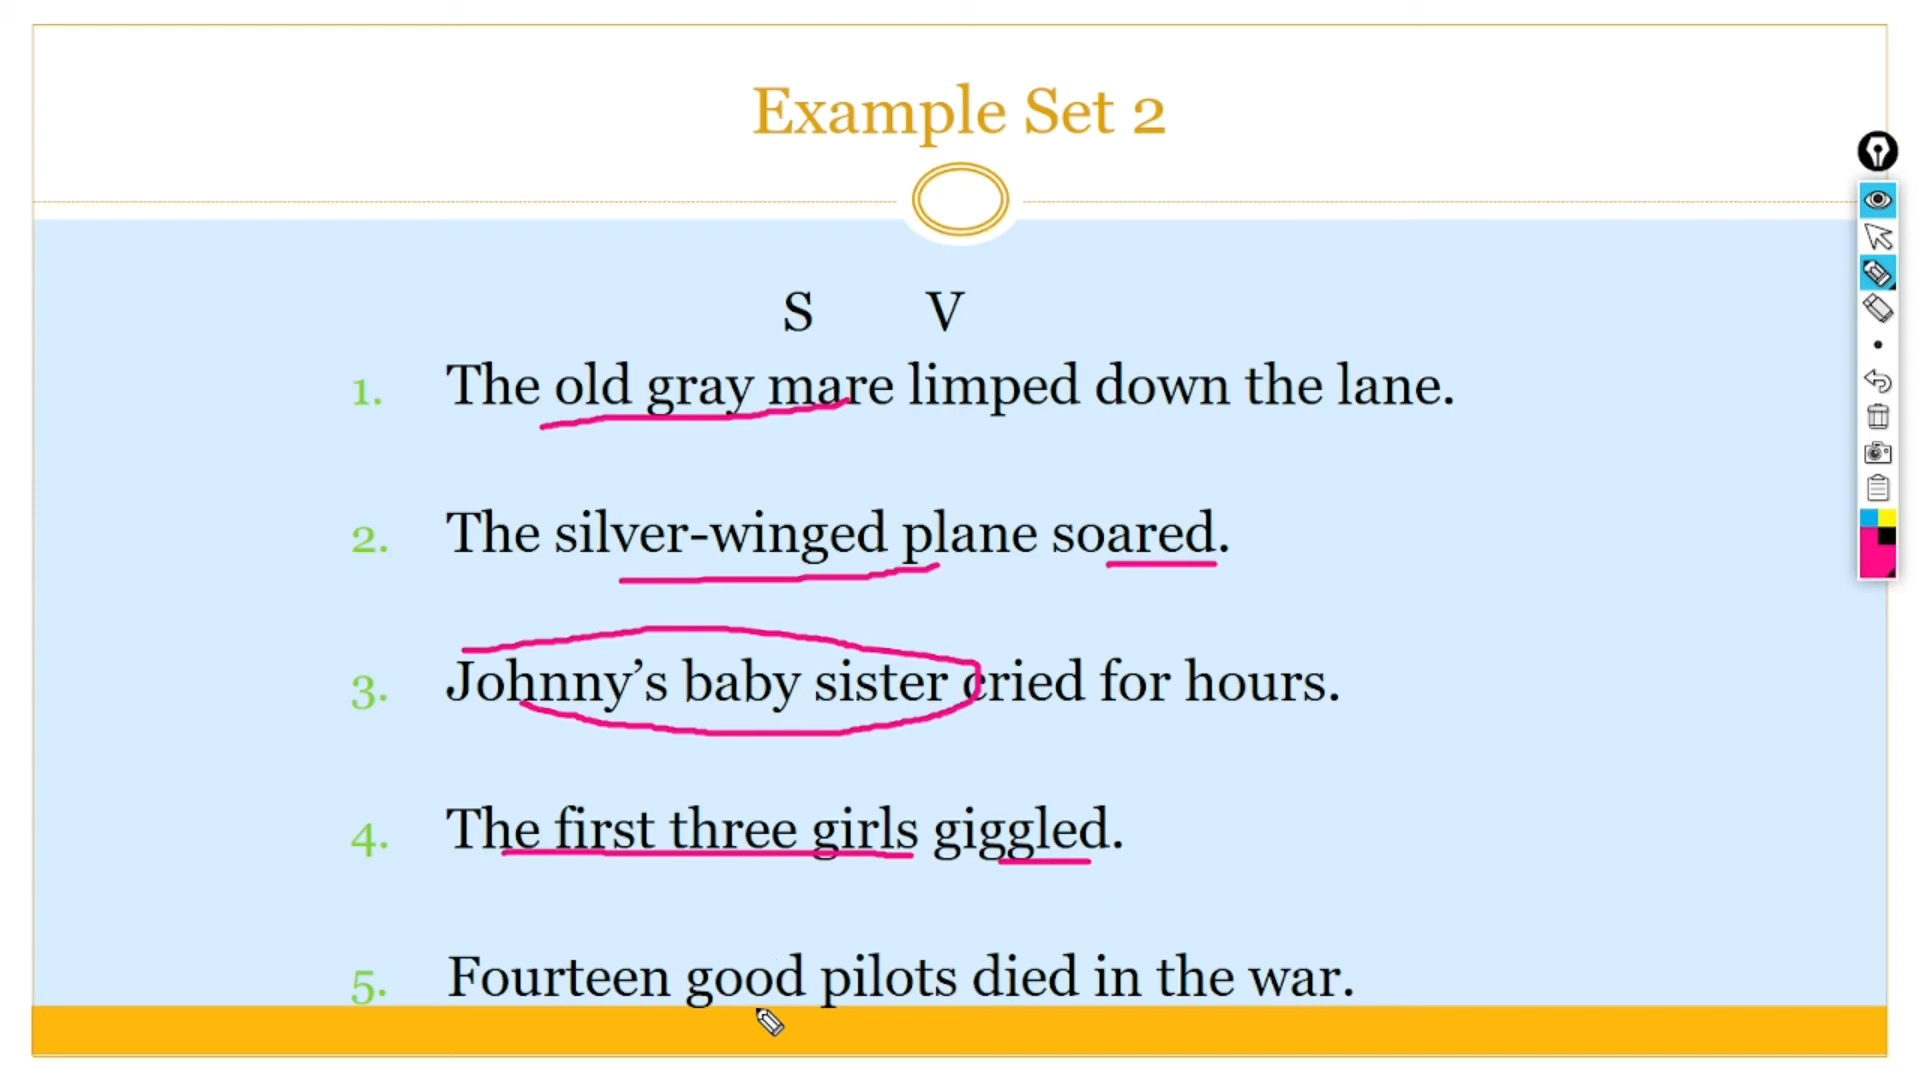 Example Set 2
S V
1. The old gray mare limped down the lane.
2. The silver-winged plane soared.
3. Johnny’s baby sister cried for hours.
4. The first three girls giggled.
5. Fourteen good pilots died in the war.